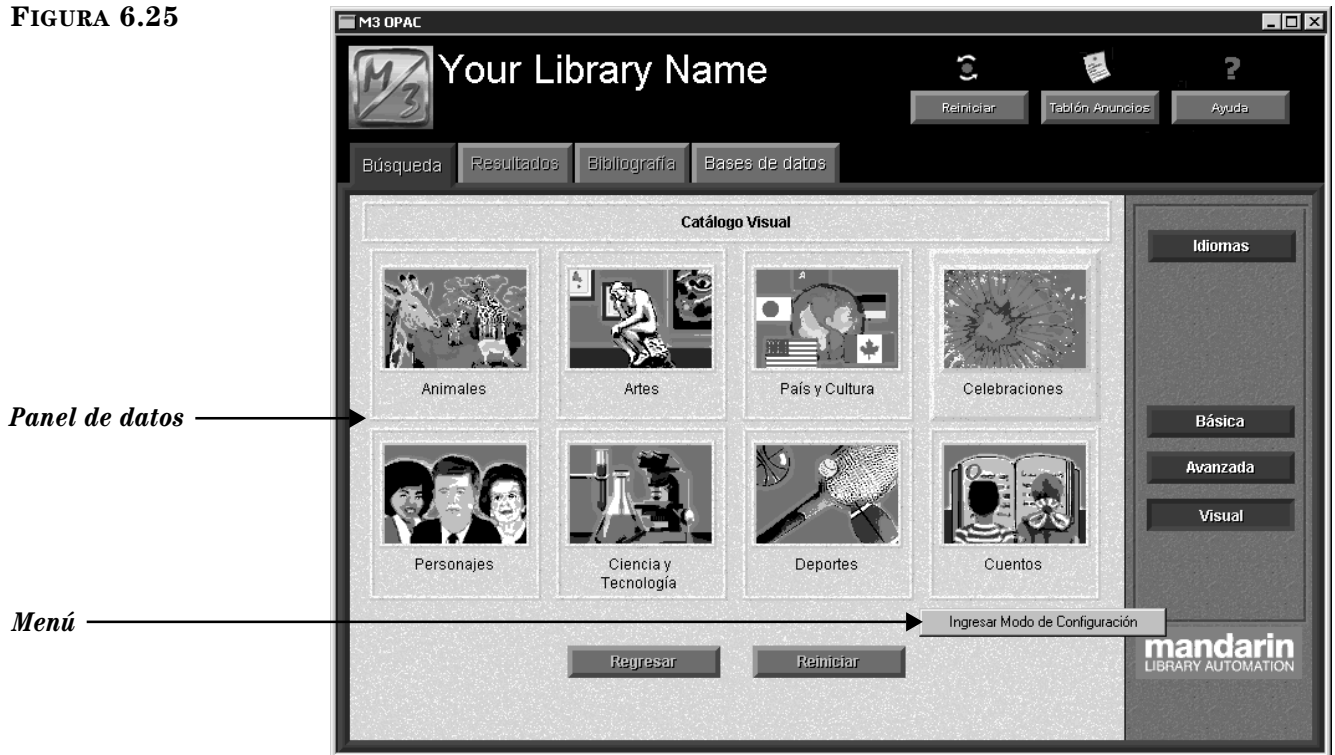 FIGURA 6.25
M3 OPAC
M/3
Your Library Name
Reiniciar
Tablón Anuncios
?
Ayuda
Búsqueda
Resultados
Bibliografía
Bases de datos
Catálogo Visual
Idiomas
Animales
Artes
País y Cultura
Celebraciones
Panel de datos
Básica
Avanzada
Visual
Personajes
Ciencia y
Tecnología
Deportes
Cuentos
Menú
Ingresar Modo de Configuración
Regresar
Reiniciar
mandarin
LIBRARY AUTOMATION